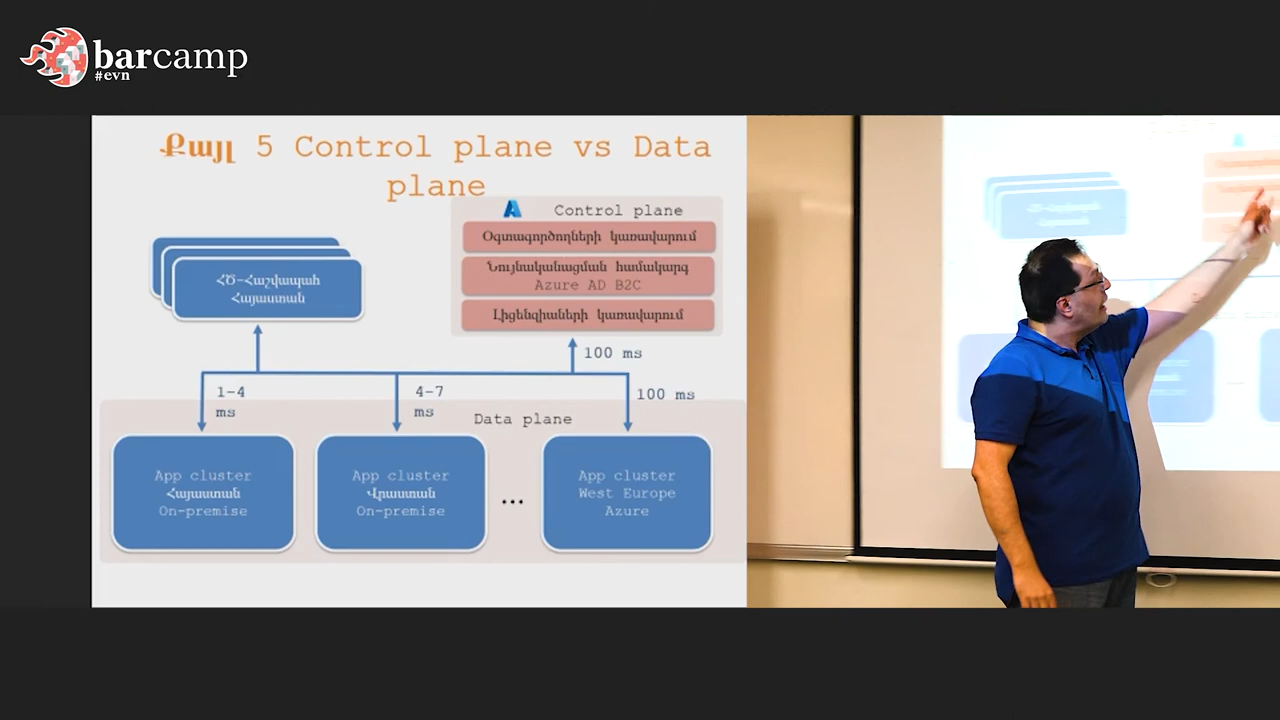 barcamp
#evn
Քայլ 5 Control plane vs Data
plane
Control plane
Օգտագործողների կառավարում
Նույնականացման համակարգ
Azure AD B2C
Լիցենզիաների կառավարում
ՀԾ-Հաշվապահ
Հայաստան
100 ms
1-4
ms
4-7
ms
100 ms
Data plane
App cluster
Հայաստան
On-premise
App cluster
Վրաստան
On-premise
...
App cluster
West Europe
Azure